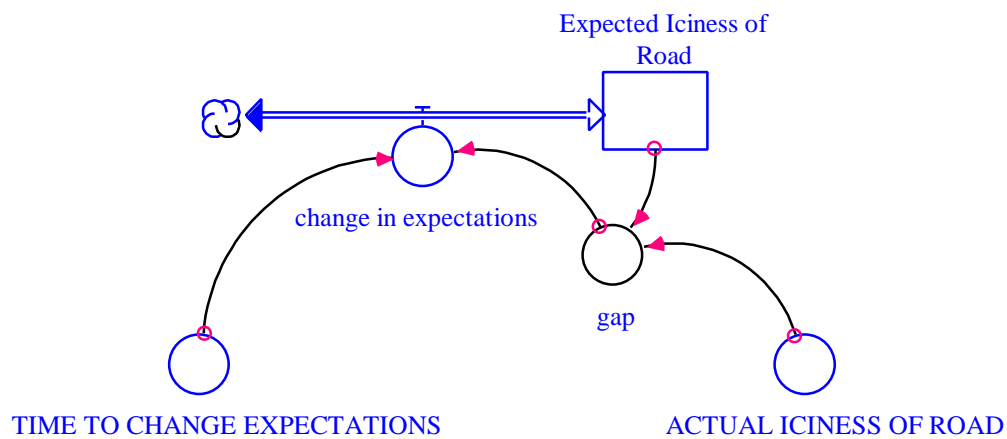 Expected Iciness of
Road
change in expectations
gap
TIME TO CHANGE EXPECTATIONS
ACTUAL ICINESS OF ROAD